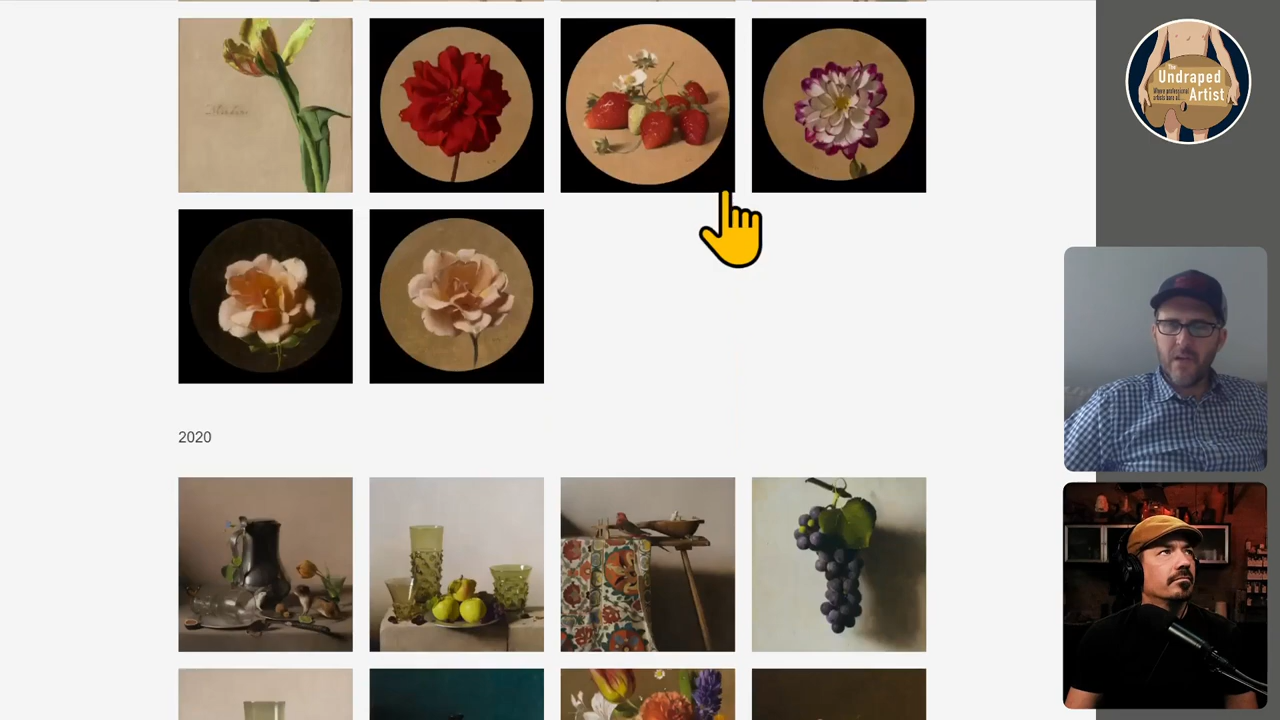 The
Undraped
Where professional
artists bare all.
Artist
2020